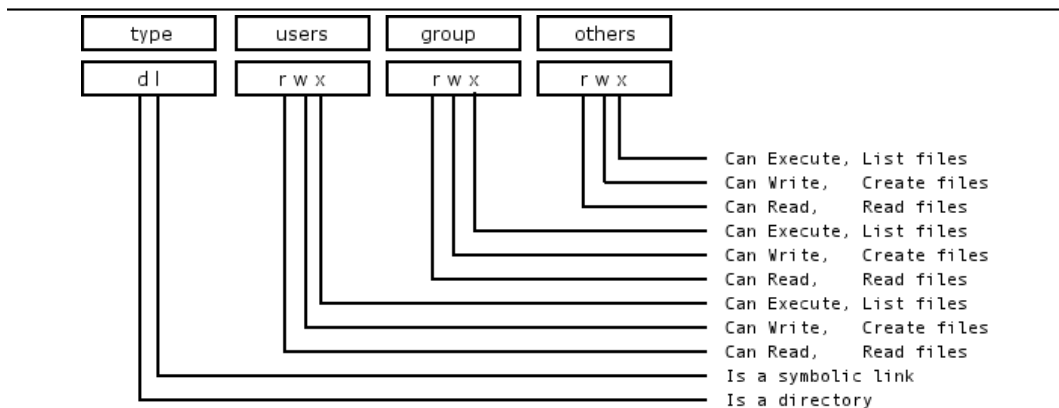 type users group others
d l r w x r w x r w x
Can Execute, List files
Can Write, Create files
Can Read, Read files
Can Execute, List files
Can Write, Create files
Can Read, Read files
Can Execute, List files
Can Write, Create files
Can Read, Read files
Is a symbolic link
Is a directory